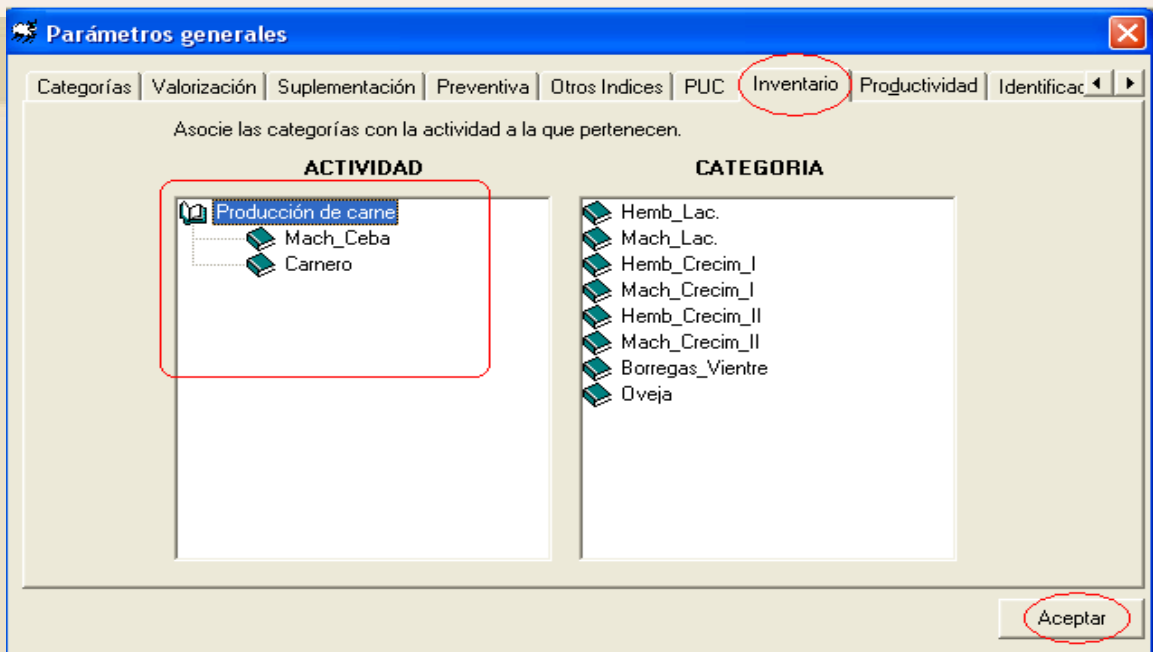 Parámetros generales
Categorías Valorización Suplementación Preventiva Otros Indices PUC Inventario Productividad Identificac
Asocie las categorías con la actividad a la que pertenecen.
ACTIVIDAD
Producción de carne
Mach_Ceba
Carnero
CATEGORIA
Hemb_Lac.
Mach_Lac.
Hemb_Crecim_I
Mach_Crecim_I
Hemb_Crecim_II
Mach_Crecim_II
Borregas_Vientre
Oveja
Aceptar